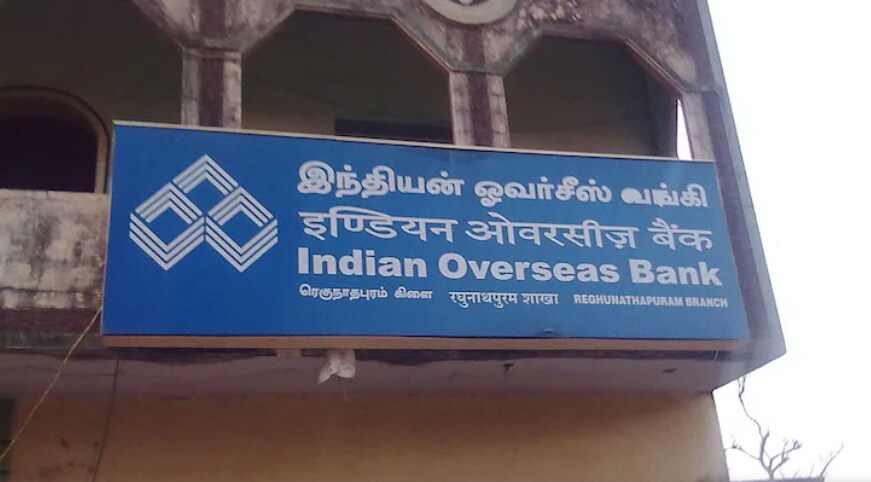 இந்தியன் ஓவர்சீஸ் வங்கி
इण्डियन ओवरसीज़ बैंक
Indian Overseas Bank
ரெகுநாதபுரம் கிளை रघुनाथपुरम शाखा REGHUNATHAPURAM BRANCH